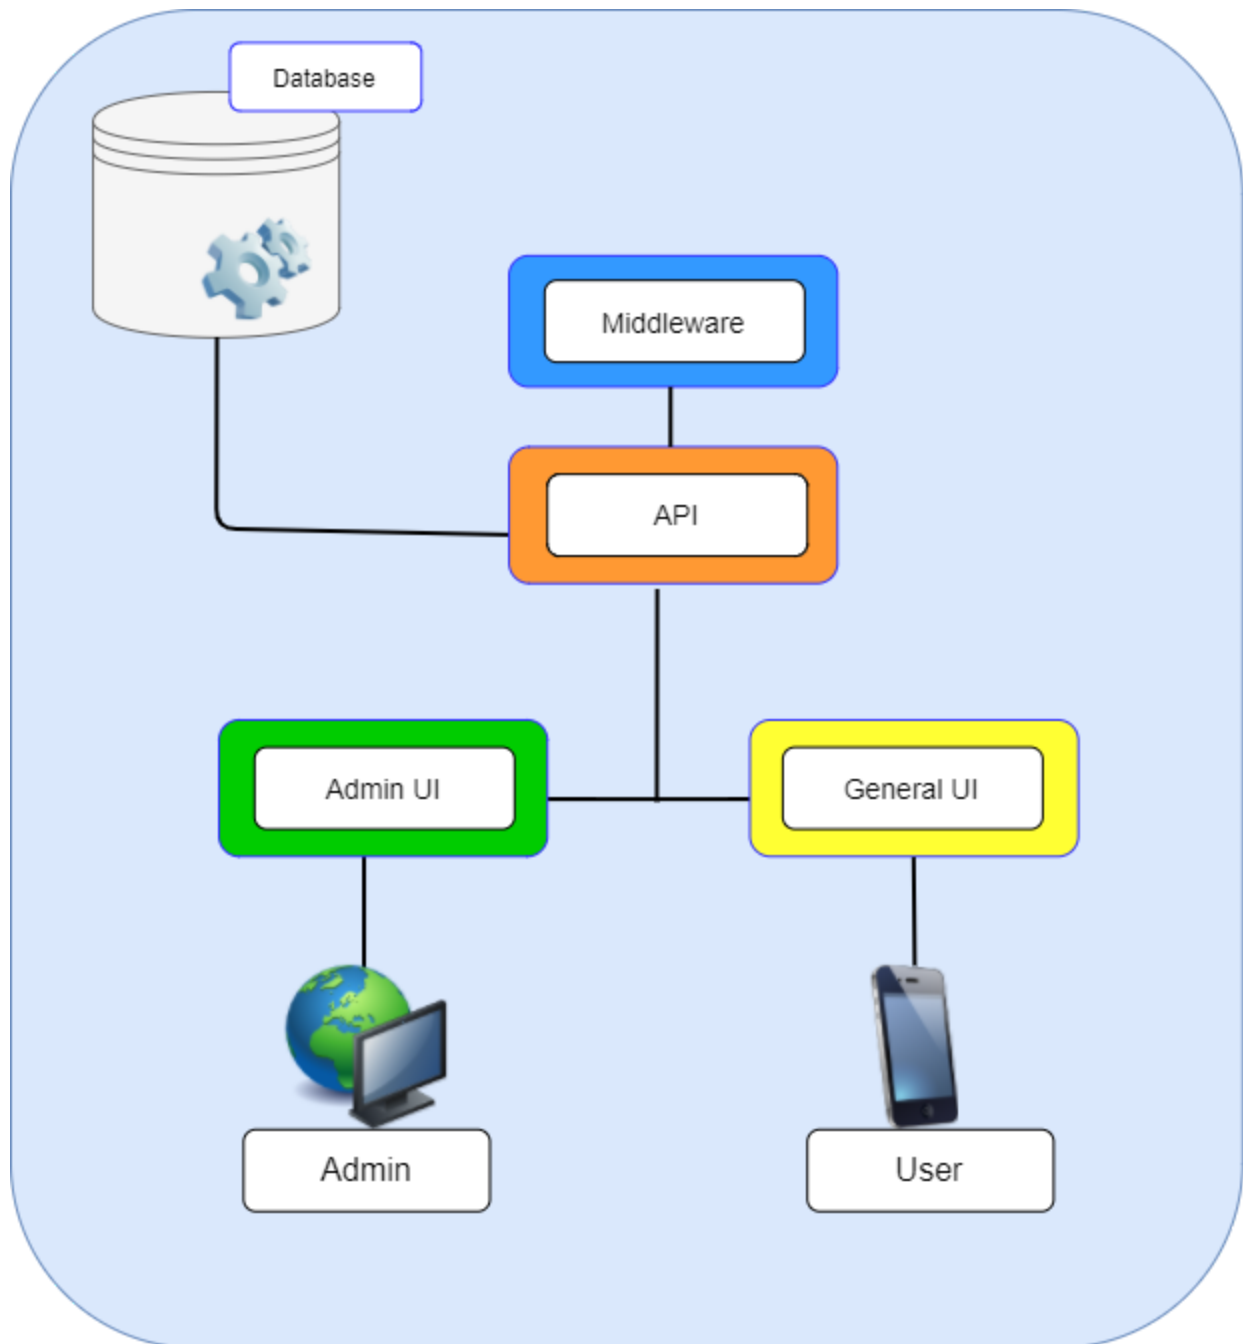 Database
Middleware
API
Admin UI
General UI
Admin
User